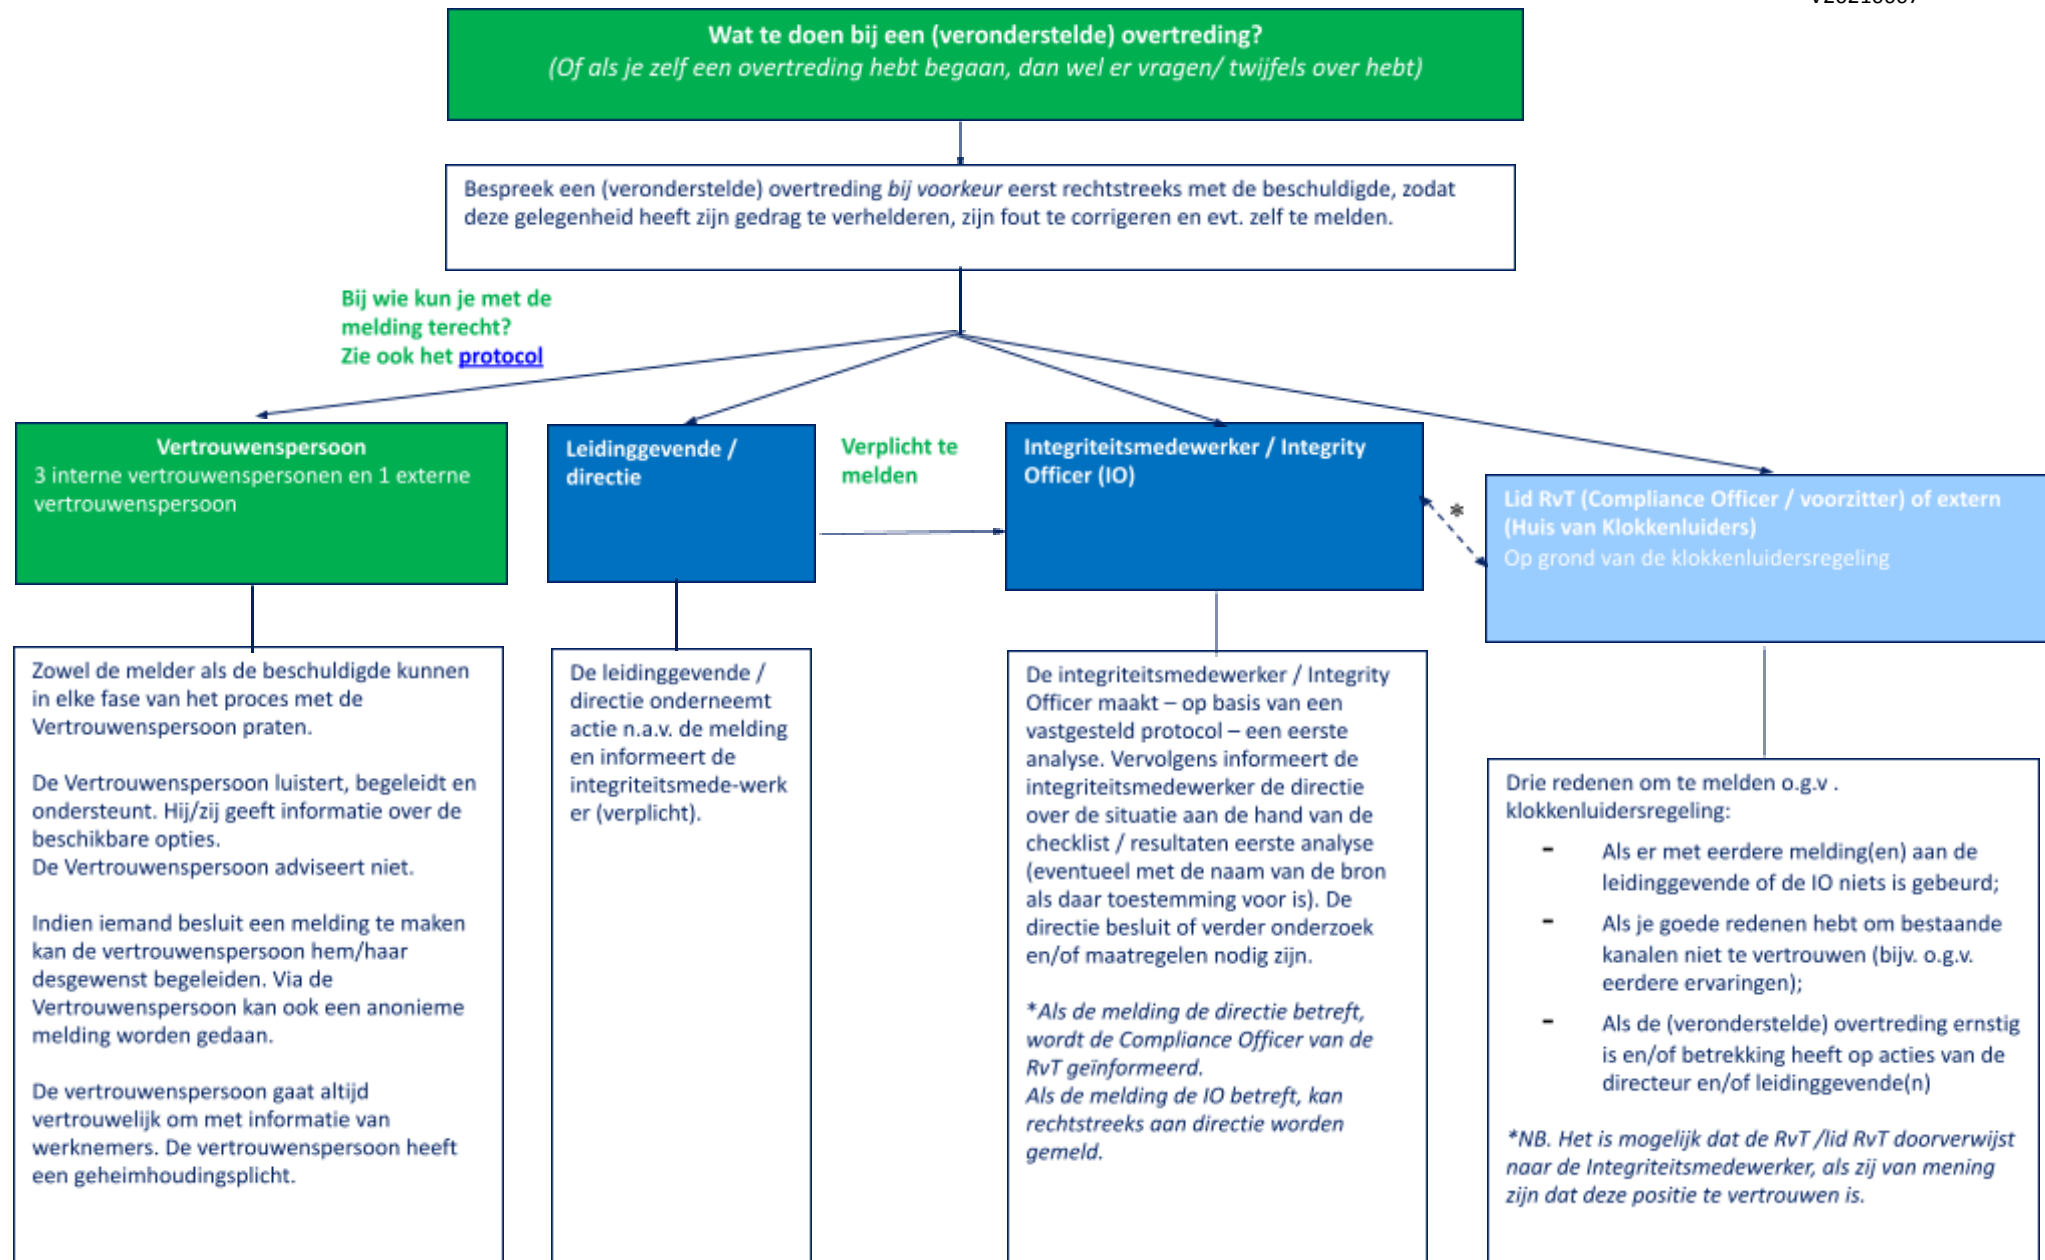 Wat te doen bij een (veronderstelde) overtreding?
(Of als je zelf een overtreding hebt begaan, dan wel er vragen/ twijfels over hebt)
Bespreek een (veronderstelde) overtreding bij voorkeur eerst rechtstreeks met de beschuldigde, zodat
deze gelegenheid heeft zijn gedrag te verhelderen, zijn fout te corrigeren en evt. zelf te melden.
Bij wie kun je met de
melding terecht?
Zie ook het protocol
Vertrouwenspersoon
3 interne vertrouwenspersonen en 1 externe
vertrouwenspersoon
Leidinggevende /
directie
Verplicht te
melden
Integriteitsmedewerker / Integrity
Officer (IO)
*
Lid RvT (Compliance Officer / voorzitter) of extern
(Huis van Klokkenluiders)
Op grond van de klokkenluidersregeling
Zowel de melder als de beschuldigde kunnen
in elke fase van het proces met de
Vertrouwenspersoon praten.
De Vertrouwenspersoon luistert, begeleidt en
ondersteunt. Hij/zij geeft informatie over de
beschikbare opties.
De Vertrouwenspersoon adviseert niet.
Indien iemand besluit een melding te maken
kan de vertrouwenspersoon hem/haar
desgewenst begeleiden. Via de
Vertrouwenspersoon kan ook een anonieme
melding worden gedaan.
De vertrouwenspersoon gaat altijd
vertrouwelijk om met informatie van
werknemers. De vertrouwenspersoon heeft
een geheimhoudingsplicht.
De leidinggevende /
directie onderneemt
actie n.a.v. de melding
en informeert de
integriteitsmede-werk
er (verplicht).
De integriteitsmedewerker / Integrity
Officer maakt – op basis van een
vastgesteld protocol – een eerste
analyse. Vervolgens informeert de
integriteitsmedewerker de directie
over de situatie aan de hand van de
checklist / resultaten eerste analyse
(eventueel met de naam van de bron
als daar toestemming voor is). De
directie besluit of verder onderzoek
en/of maatregelen nodig zijn.
*Als de melding de directie betreft,
wordt de Compliance Officer van de
RvT geïnformeerd.
Als de melding de IO betreft, kan
rechtstreeks aan directie worden
gemeld.
Drie redenen om te melden o.g.v .
klokkenluidersregeling:
- Als er met eerdere melding(en) aan de
leidinggevende of de IO niets is gebeurd;
- Als je goede redenen hebt om bestaande
kanalen niet te vertrouwen (bijv. o.g.v.
eerdere ervaringen);
- Als de (veronderstelde) overtreding ernstig
is en/of betrekking heeft op acties van de
directeur en/of leidinggevende(n)
*NB. Het is mogelijk dat de RvT /lid RvT doorverwijst
naar de Integriteitsmedewerker, als zij van mening
zijn dat deze positie te vertrouwen is.